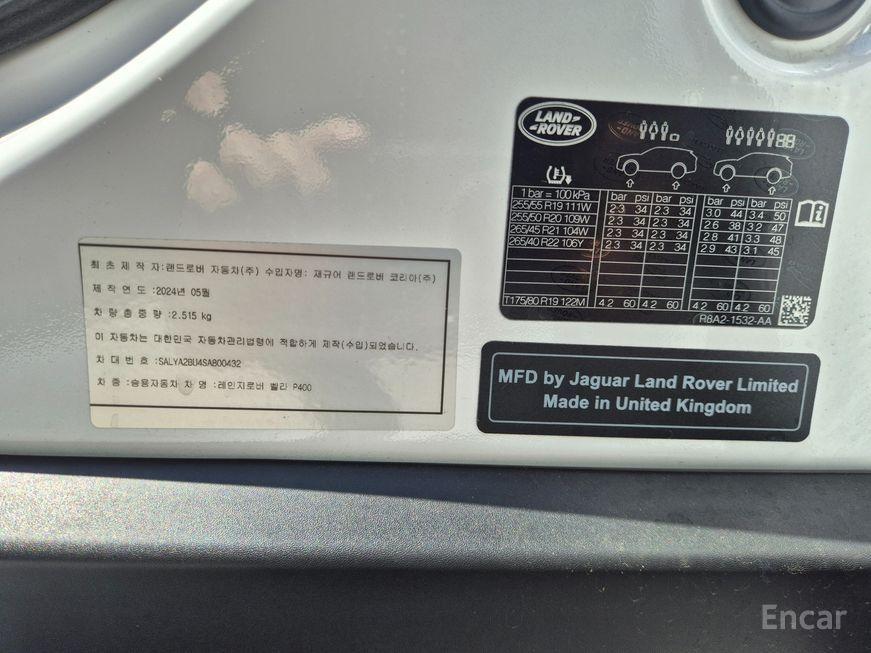 최초 제작 자:랜드로버 자동차(주) 수입자명: 재규어 랜드로버 코리아(주)
제작 연도 :2024년 05월
차량 총중량 :2.515 kg
이 자동차는 대한민국 자동차관리법령에 적합하게 제작(수입)되었습니다.
차 대 번 호 :SALYA2BU4SA800432
차 종 :승용자동차 차 명 :레인지로버 벨라 P400
LAND ROVER
1 bar = 100 kPa bar psi bar psi bar psi bar psi
255/55 R19 111W 2.3 34 2.3 34 3.0 44 3.4 50
255/50 R20 109W 2.3 34 2.3 34 2.6 38 3.2 47
265/45 R21 104W 2.3 34 2.3 34 2.8 41 3.3 48
265/40 R22 106Y 2.3 34 2.3 34 2.9 43 3.1 45
T175/80 R19 122M 4.2 60 4.2 60 4.2 60 4.2 60
R8A2-1532-AA
MFD by Jaguar Land Rover Limited
Made in United Kingdom
Encar